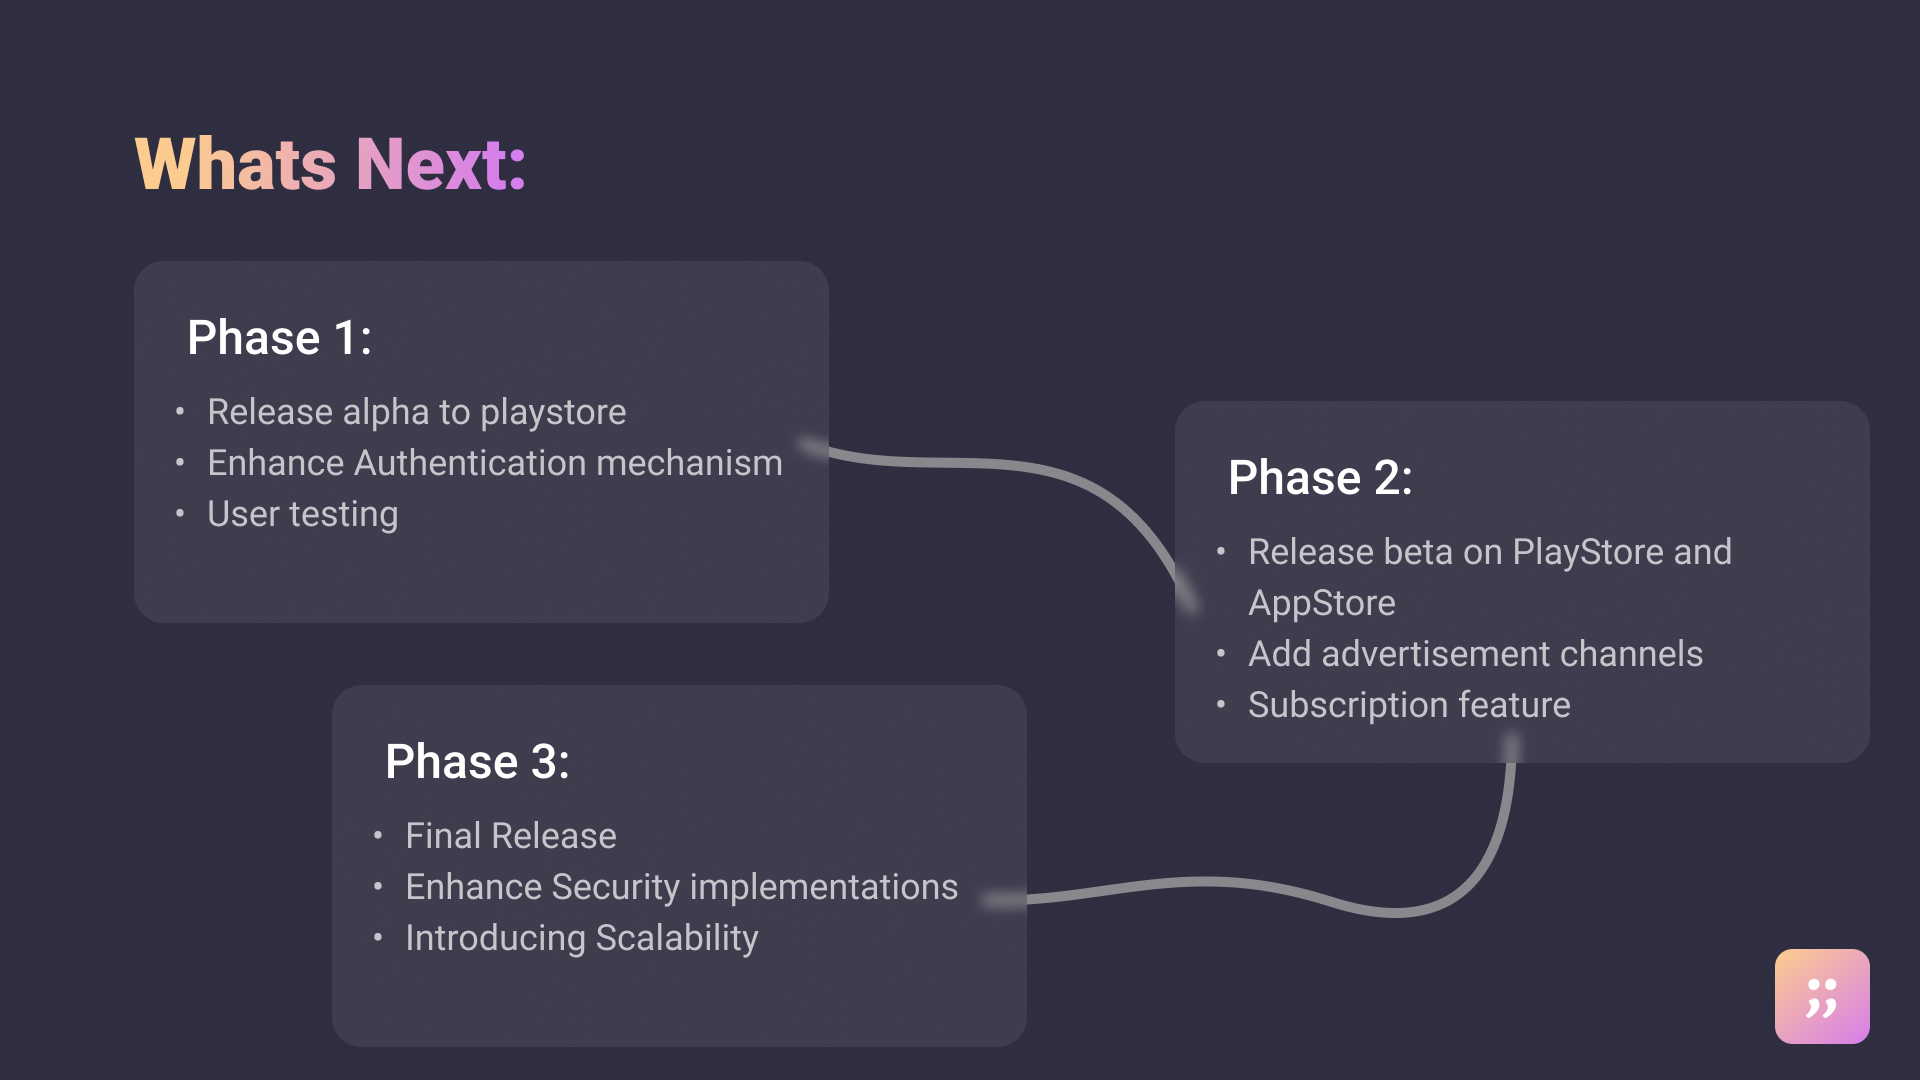 Whats Next:
Phase 1:
• Release alpha to playstore
• Enhance Authentication mechanism
• User testing
Phase 2:
• Release beta on PlayStore and
AppStore
• Add advertisement channels
• Subscription feature
Phase 3:
• Final Release
• Enhance Security implementations
• Introducing Scalability
;;